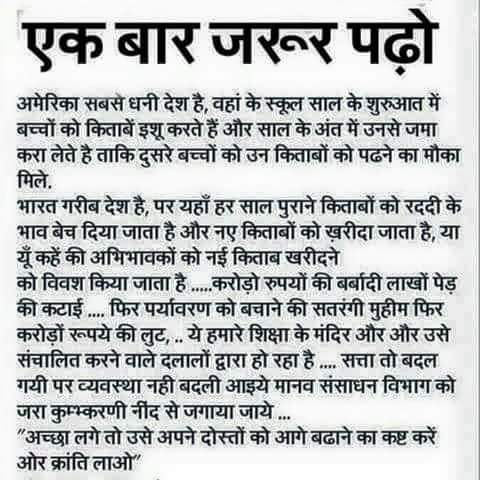 एक बार जरूर पढ़ो
अमेरिका सबसे धनी देश है, वहां के स्कूल साल के शुरुआत में
बच्चों को किताबें इशू करते हैं और साल के अंत में उनसे जमा
करा लेते है ताकि दुसरे बच्चों को उन किताबों को पढने का मौका
मिले.
भारत गरीब देश है, पर यहाँ हर साल पुराने किताबों को रददी के
भाव बेच दिया जाता है और नए किताबों को खरीदा जाता है, या
यूँ कहें की अभिभावकों को नई किताब खरीदने
को विवश किया जाता है .....करोड़ो रुपयों की बर्बादी लाखों पेड़
की कटाई .... फिर पर्यावरण को बचाने की सतरंगी मुहीम फिर
करोड़ों रूपये की लुट, .. ये हमारे शिक्षा के मंदिर और और उसे
संचालित करने वाले दलालों द्वारा हो रहा है .... सत्ता तो बदल
गयी पर व्यवस्था नही बदली आइये मानव संसाधन विभाग को
जरा कुम्भकरणी नींद से जगाया जाये ...
"अच्छा लगे तो उसे अपने दोस्तों को आगे बढाने का कष्ट करें
ओर क्रांति लाओ"